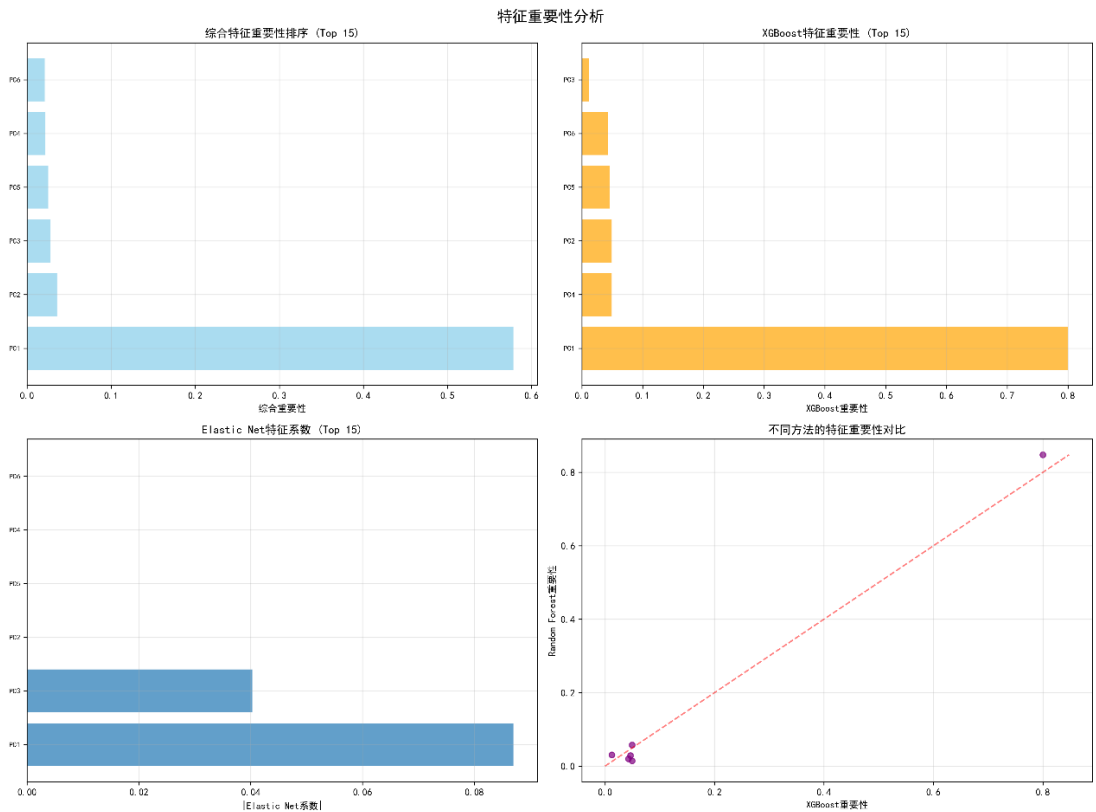 特征重要性分析
综合特征重要性排序 (Top 15)
PC6
PC4
PC5
PC3
PC2
PC1
0.0 0.1 0.2 0.3 0.4 0.5 0.6
综合重要性
XGBoost特征重要性 (Top 15)
PC3
PC6
PC5
PC2
PC4
PC1
0.0 0.1 0.2 0.3 0.4 0.5 0.6 0.7 0.8
XGBoost重要性
Elastic Net特征系数 (Top 15)
PC6
PC4
PC5
PC2
PC3
PC1
0.00 0.02 0.04 0.06 0.08
|Elastic Net系数|
不同方法的特征重要性对比
Random Forest重要性
0.8
0.6
0.4
0.2
0.0
0.0 0.2 0.4 0.6 0.8
XGBoost重要性